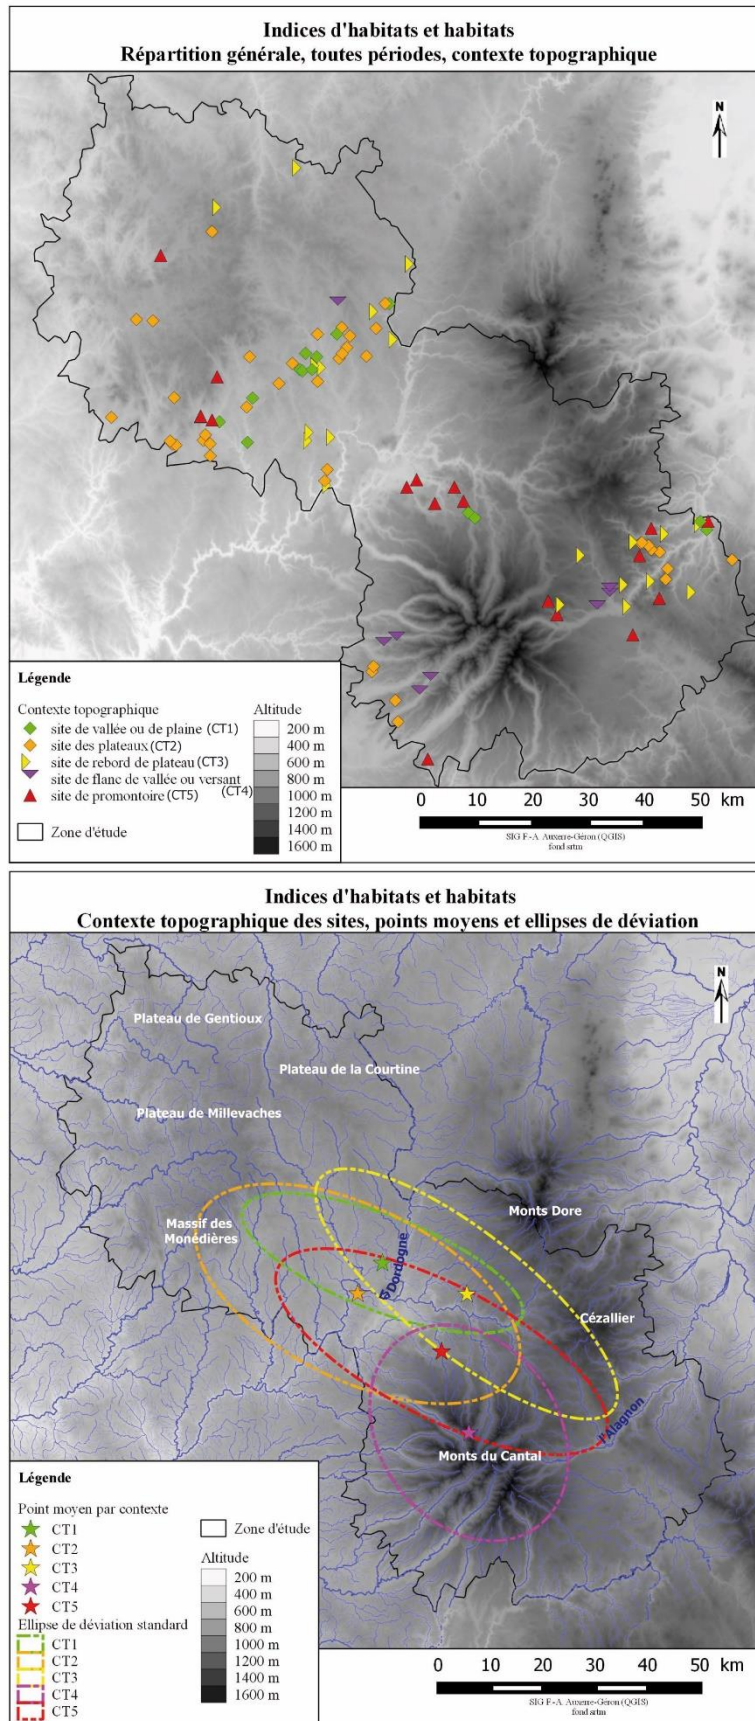 Indices d'habitats et habitats
Répartition générale, toutes périodes, contexte topographique
N
Légende
Contexte topographique
site de vallée ou de plaine (CT1)
site des plateaux (CT2)
site de rebord de plateau (CT3)
site de flanc de vallée ou versant (CT4)
site de promontoire (CT5)
Zone d'étude
Altitude
200 m
400 m
600 m
800 m
1000 m
1200 m
1400 m
1600 m
0 10 20 30 40 50 km
SIG F.-A. Auxerre-Géron (QGIS)
fond srtm
Indices d'habitats et habitats
Contexte topographique des sites, points moyens et ellipses de déviation
N
Plateau de Gentioux
Plateau de la Courtine
Plateau de Millevaches
Massif des
Monédières
Monts Dore
Dordogne
Cézallier
l'Alagnon
Monts du Cantal
Légende
Point moyen par contexte
CT1
CT2
CT3
CT4
CT5
Ellipse de déviation standard
CT1
CT2
CT3
CT4
CT5
Zone d'étude
Altitude
200 m
400 m
600 m
800 m
1000 m
1200 m
1400 m
1600 m
0 10 20 30 40 50 km
SIG F.-A. Auxerre-Géron (QGIS)
fond srtm